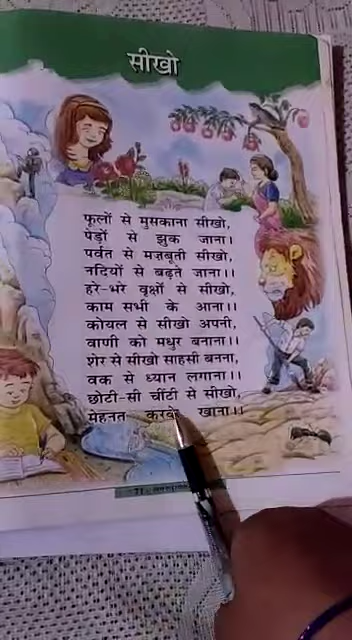 सीखो
फूलों से मुसकाना सीखो,
पेड़ों से झुक जाना।
पर्वत से मज़बूती सीखो,
नदियों से बढ़ते जाना।।
हरे-भरे वृक्षों से सीखो,
काम सभी के आना।।
कोयल से सीखो अपनी,
वाणी को मधुर बनाना।।
शेर से सीखो साहसी बनना,
वक से ध्यान लगाना।।
छोटी-सी चींटी से सीखो,
मेहनत करके खाना।।